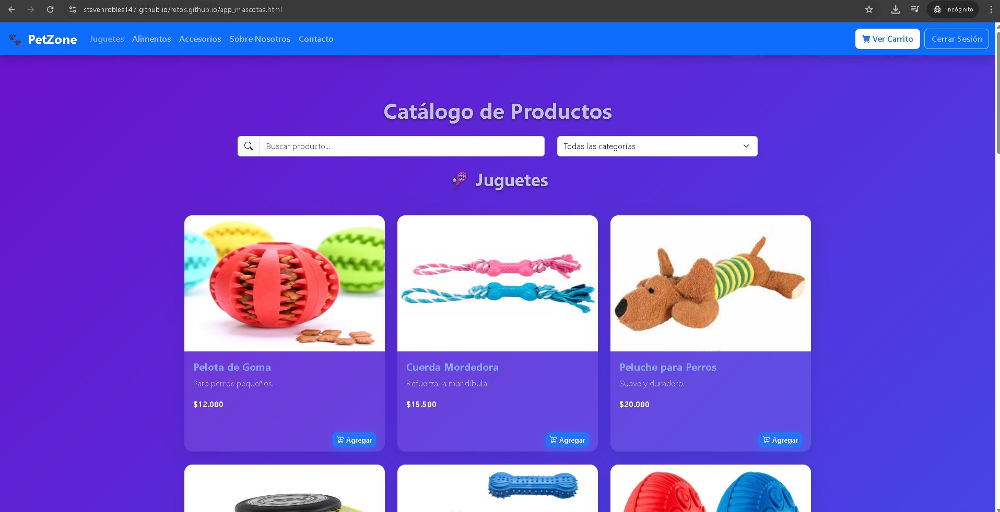 stevenrobles147.github.io/retos.github.io/app_mascotas.html
Incógnito
PetZone
Juguetes
Alimentos
Accesorios
Sobre Nosotros
Contacto
Ver Carrito
Cerrar Sesión
Catálogo de Productos
Buscar producto...
Todas las categorías
Juguetes
Pelota de Goma
Para perros pequeños.
$12.000
Agregar
Cuerda Mordedora
Refuerza la mandíbula.
$15.500
Agregar
Peluche para Perros
Suave y duradero.
$20.000
Agregar